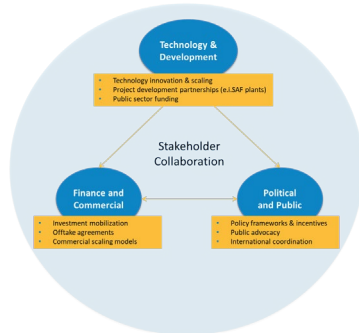 Technology &
Development
• Technology innovation & scaling
• Project development partnerships (e.i.SAF plants)
• Public sector funding
Stakeholder
Collaboration
Finance and
Commercial
• Investment mobilization
• Offtake agreements
• Commercial scaling models
Political
and Public
• Policy frameworks & incentives
• Public advocacy
• International coordination